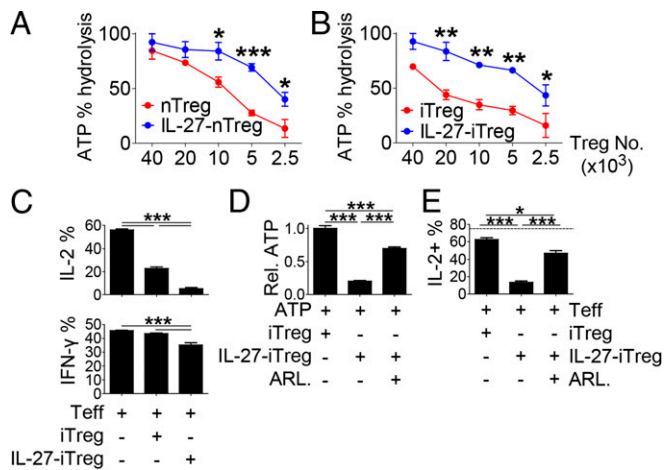 A
ATP % hydrolysis
100
50
0
*
***
*
nTreg
IL-27-nTreg
40 20 10 5 2.5
B
ATP % hydrolysis
100
50
0
**
**
**
*
iTreg
IL-27-iTreg
40 20 10 5 2.5
Treg No.
(x10³)
C
IL-2 %
60
40
20
0
***
IFN-γ %
50
40
30
20
10
0
***
Teff + + +
iTreg - + -
IL-27-iTreg - - +
D
Rel. ATP
1.0
0.5
0.0
***
*** ***
ATP + + +
iTreg + - -
IL-27-iTreg - + +
ARL. - - +
E
IL-2+ %
80
60
40
20
0
*
*** ***
+ + + Teff
+ - - iTreg
- + + IL-27-iTreg
- - + ARL.